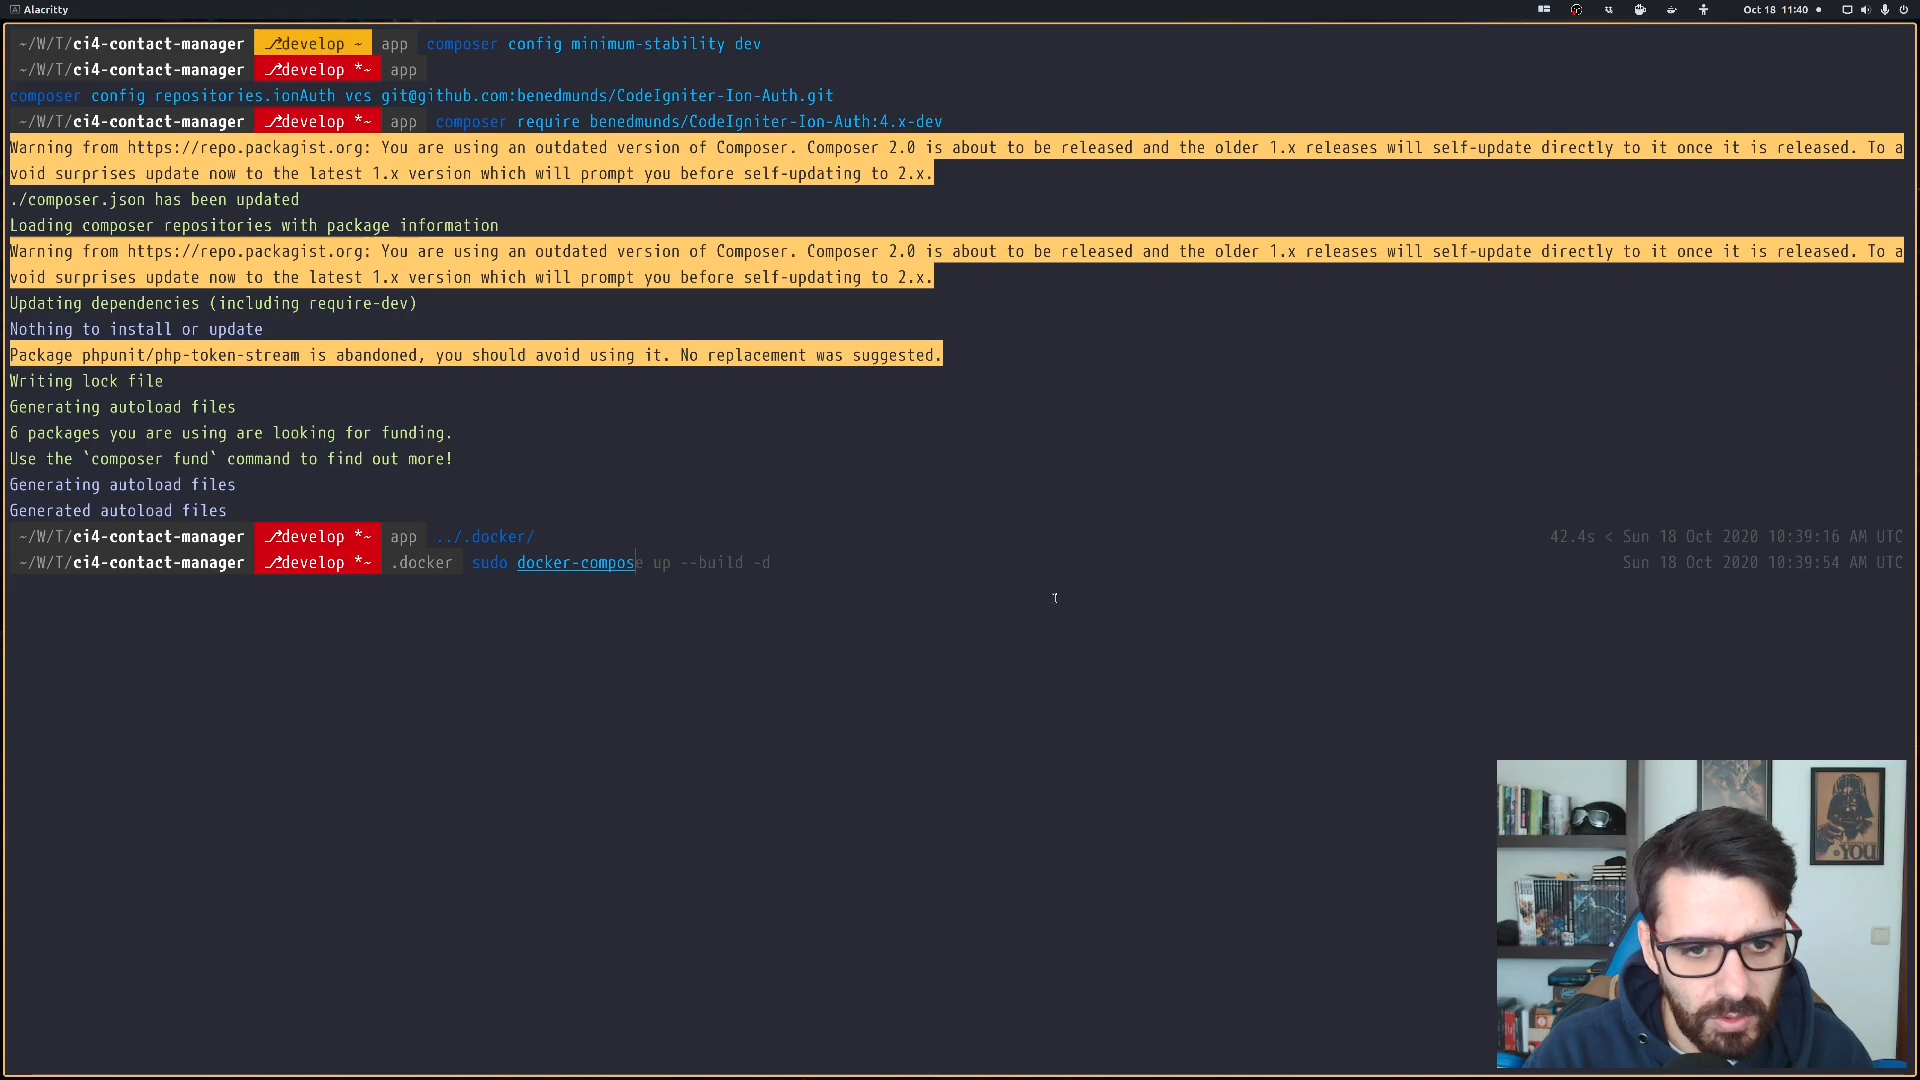 Alacritty
Oct 18 11:40
~/W/T/ci4-contact-manager develop ~ app composer config minimum-stability dev
~/W/T/ci4-contact-manager develop *~ app
composer config repositories.ionAuth vcs git@github.com:benedmunds/CodeIgniter-Ion-Auth.git
~/W/T/ci4-contact-manager develop *~ app composer require benedmunds/CodeIgniter-Ion-Auth:4.x-dev
Warning from https://repo.packagist.org: You are using an outdated version of Composer. Composer 2.0 is about to be released and the older 1.x releases will self-update directly to it once it is released. To a
void surprises update now to the latest 1.x version which will prompt you before self-updating to 2.x.
./composer.json has been updated
Loading composer repositories with package information
Warning from https://repo.packagist.org: You are using an outdated version of Composer. Composer 2.0 is about to be released and the older 1.x releases will self-update directly to it once it is released. To a
void surprises update now to the latest 1.x version which will prompt you before self-updating to 2.x.
Updating dependencies (including require-dev)
Nothing to install or update
Package phpunit/php-token-stream is abandoned, you should avoid using it. No replacement was suggested.
Writing lock file
Generating autoload files
6 packages you are using are looking for funding.
Use the `composer fund` command to find out more!
Generating autoload files
Generated autoload files
~/W/T/ci4-contact-manager develop *~ app ../.docker/ 42.4s < Sun 18 Oct 2020 10:39:16 AM UTC
~/W/T/ci4-contact-manager develop *~ .docker sudo docker-compose up --build -d Sun 18 Oct 2020 10:39:54 AM UTC
YOU